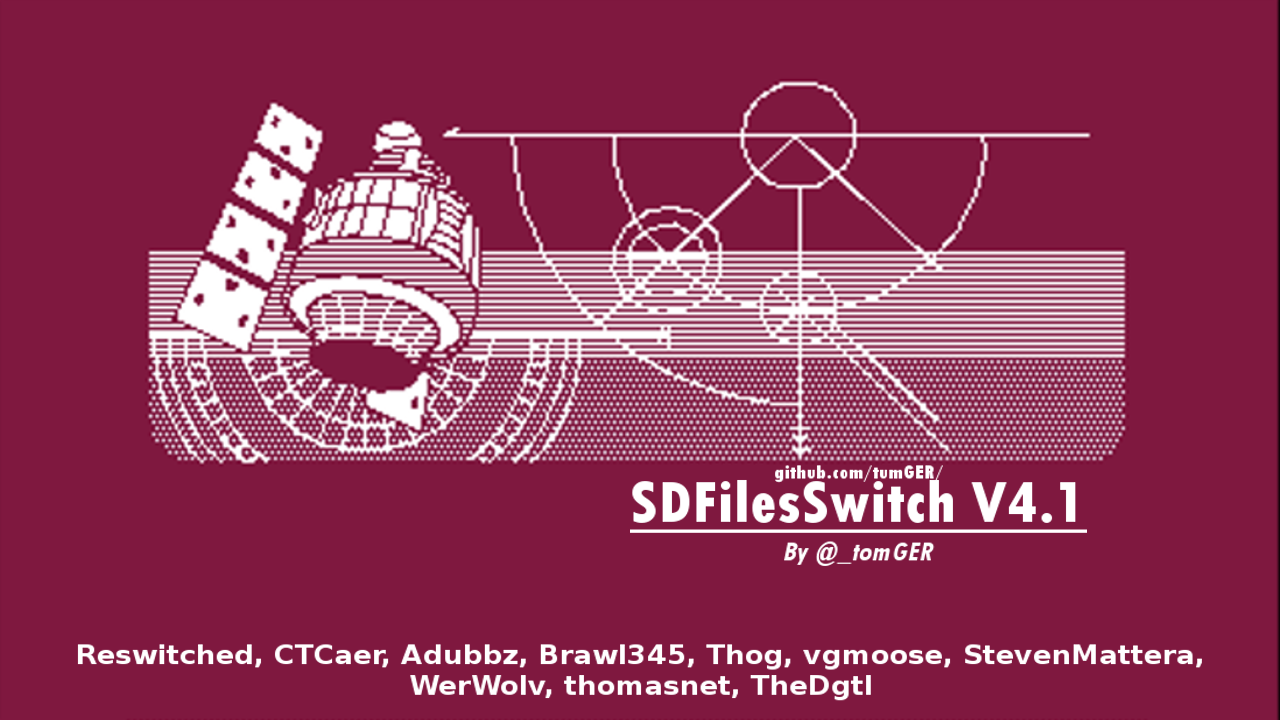 github.com/tumGER/
SDFilesSwitch V4.1
By @_tomGER
Reswitched, CTCaer, Adubbz, Brawl345, Thog, vgmoose, StevenMattera,
WerWolv, thomasnet, TheDgtl